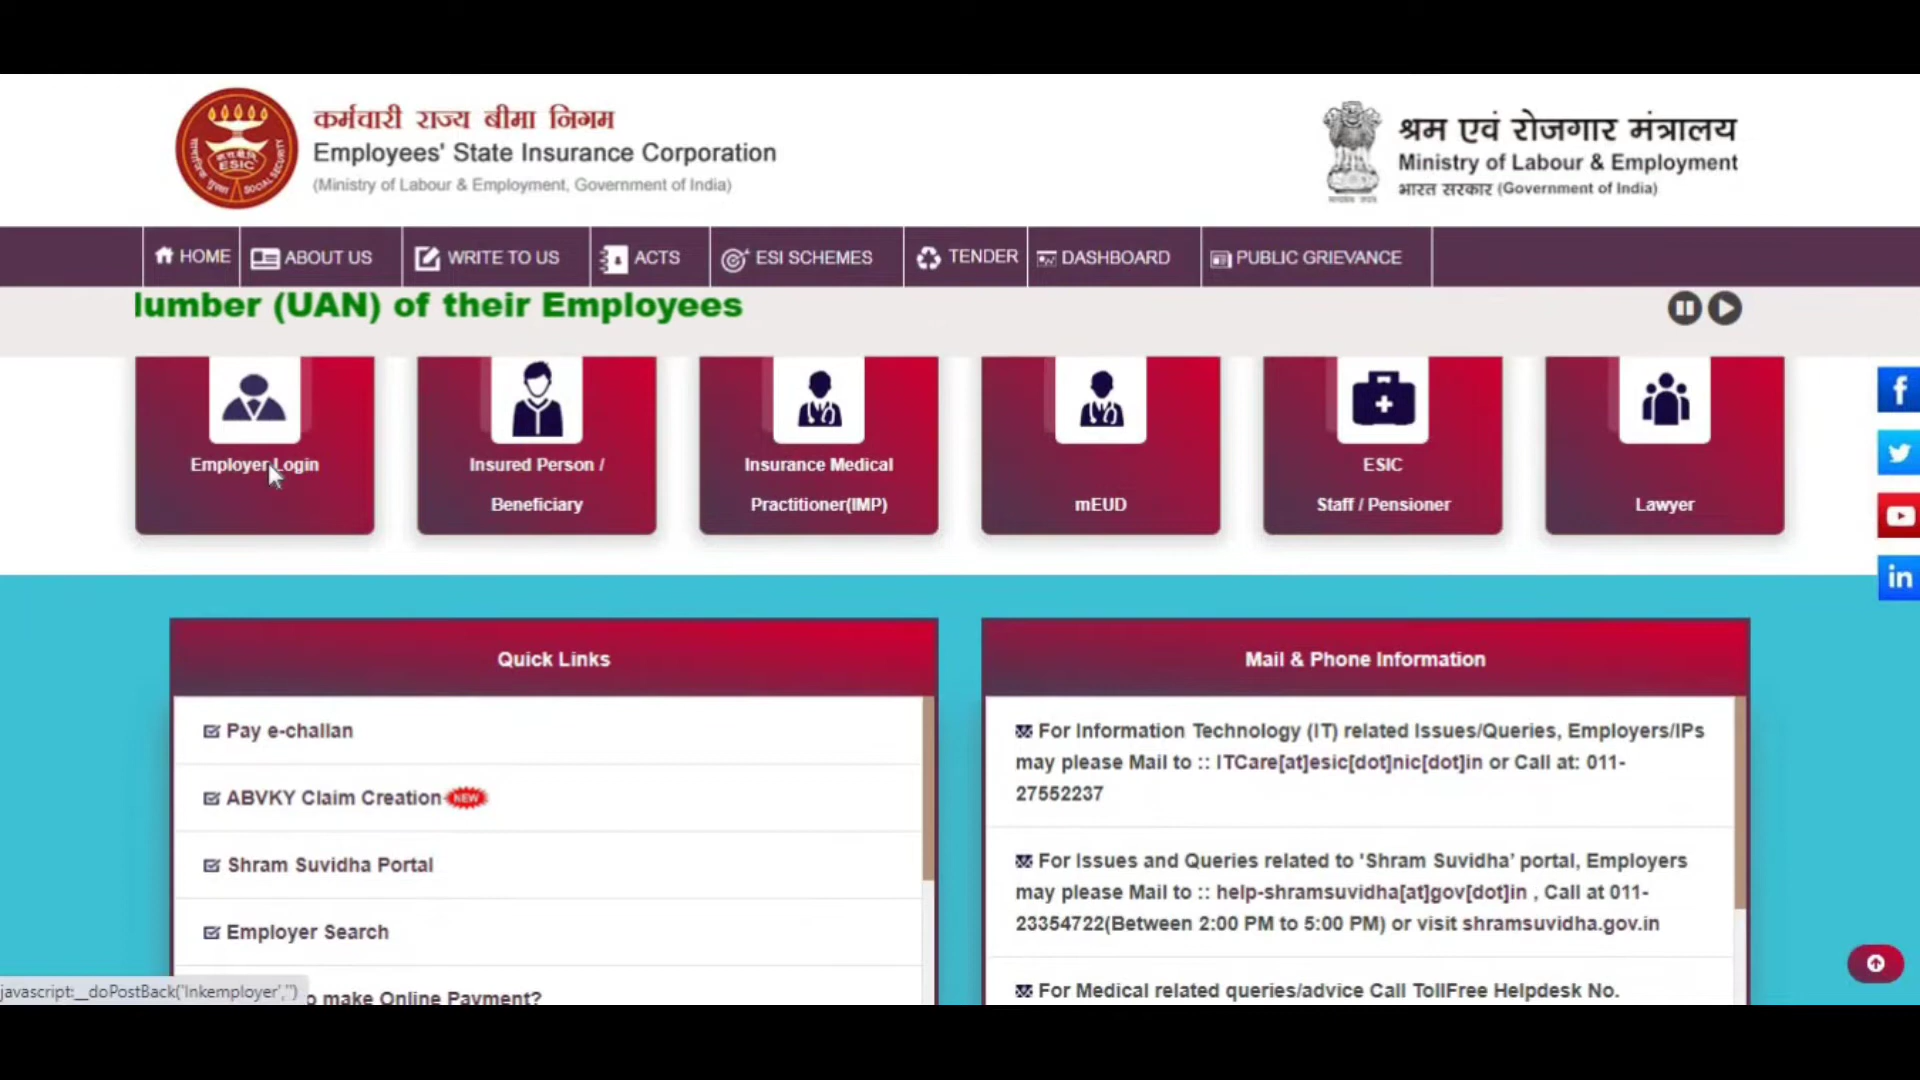 कर्मचारी राज्य बीमा निगम
Employees' State Insurance Corporation
(Ministry of Labour & Employment, Government of India)
ESIC
SOCIAL SECURITY
श्रम एवं रोजगार मंत्रालय
Ministry of Labour & Employment
भारत सरकार (Government of India)
HOME
ABOUT US
WRITE TO US
ACTS
ESI SCHEMES
TENDER
DASHBOARD
PUBLIC GRIEVANCE
(UAN) of their Employees
Employer Login
Insured Person /
Beneficiary
Insurance Medical
Practitioner(IMP)
mEUD
ESIC
Staff / Pensioner
Lawyer
Quick Links
Pay e-challan
ABVKY Claim Creation NEW
Shram Suvidha Portal
Employer Search
make Online Payment?
Mail & Phone Information
For Information Technology (IT) related Issues/Queries, Employers/IPs
may please Mail to :: ITCare[at]esic[dot]nic[dot]in or Call at: 011-
27552237
For Issues and Queries related to 'Shram Suvidha' portal, Employers
may please Mail to :: help-shramsuvidha[at]gov[dot]in , Call at 011-
23354722(Between 2:00 PM to 5:00 PM) or visit shramsuvidha.gov.in
For Medical related queries/advice Call TollFree Helpdesk No.
javascript:__doPostBack('lnkemployer','')